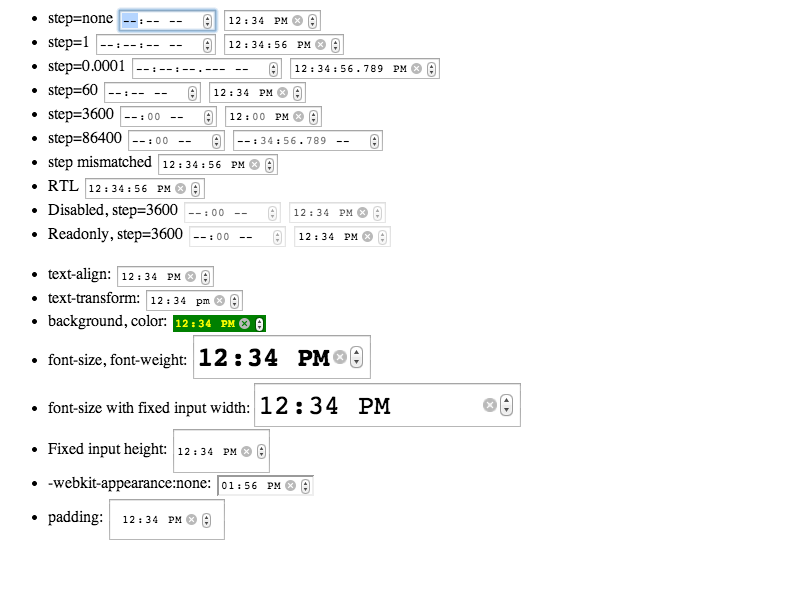 step=none --:-- -- 12:34 PM
step=1 --:--:-- -- 12:34:56 PM
step=0.0001 --:--:--.--- -- 12:34:56.789 PM
step=60 --:-- -- 12:34 PM
step=3600 --:00 -- 12:00 PM
step=86400 --:00 -- --:34:56.789 --
step mismatched 12:34:56 PM
RTL 12:34:56 PM
Disabled, step=3600 --:00 -- 12:34 PM
Readonly, step=3600 --:00 -- 12:34 PM
text-align: 12:34 PM
text-transform: 12:34 pm
background, color: 12:34 PM
font-size, font-weight: 12:34 PM
font-size with fixed input width: 12:34 PM
Fixed input height: 12:34 PM
-webkit-appearance:none: 01:56 PM
padding: 12:34 PM